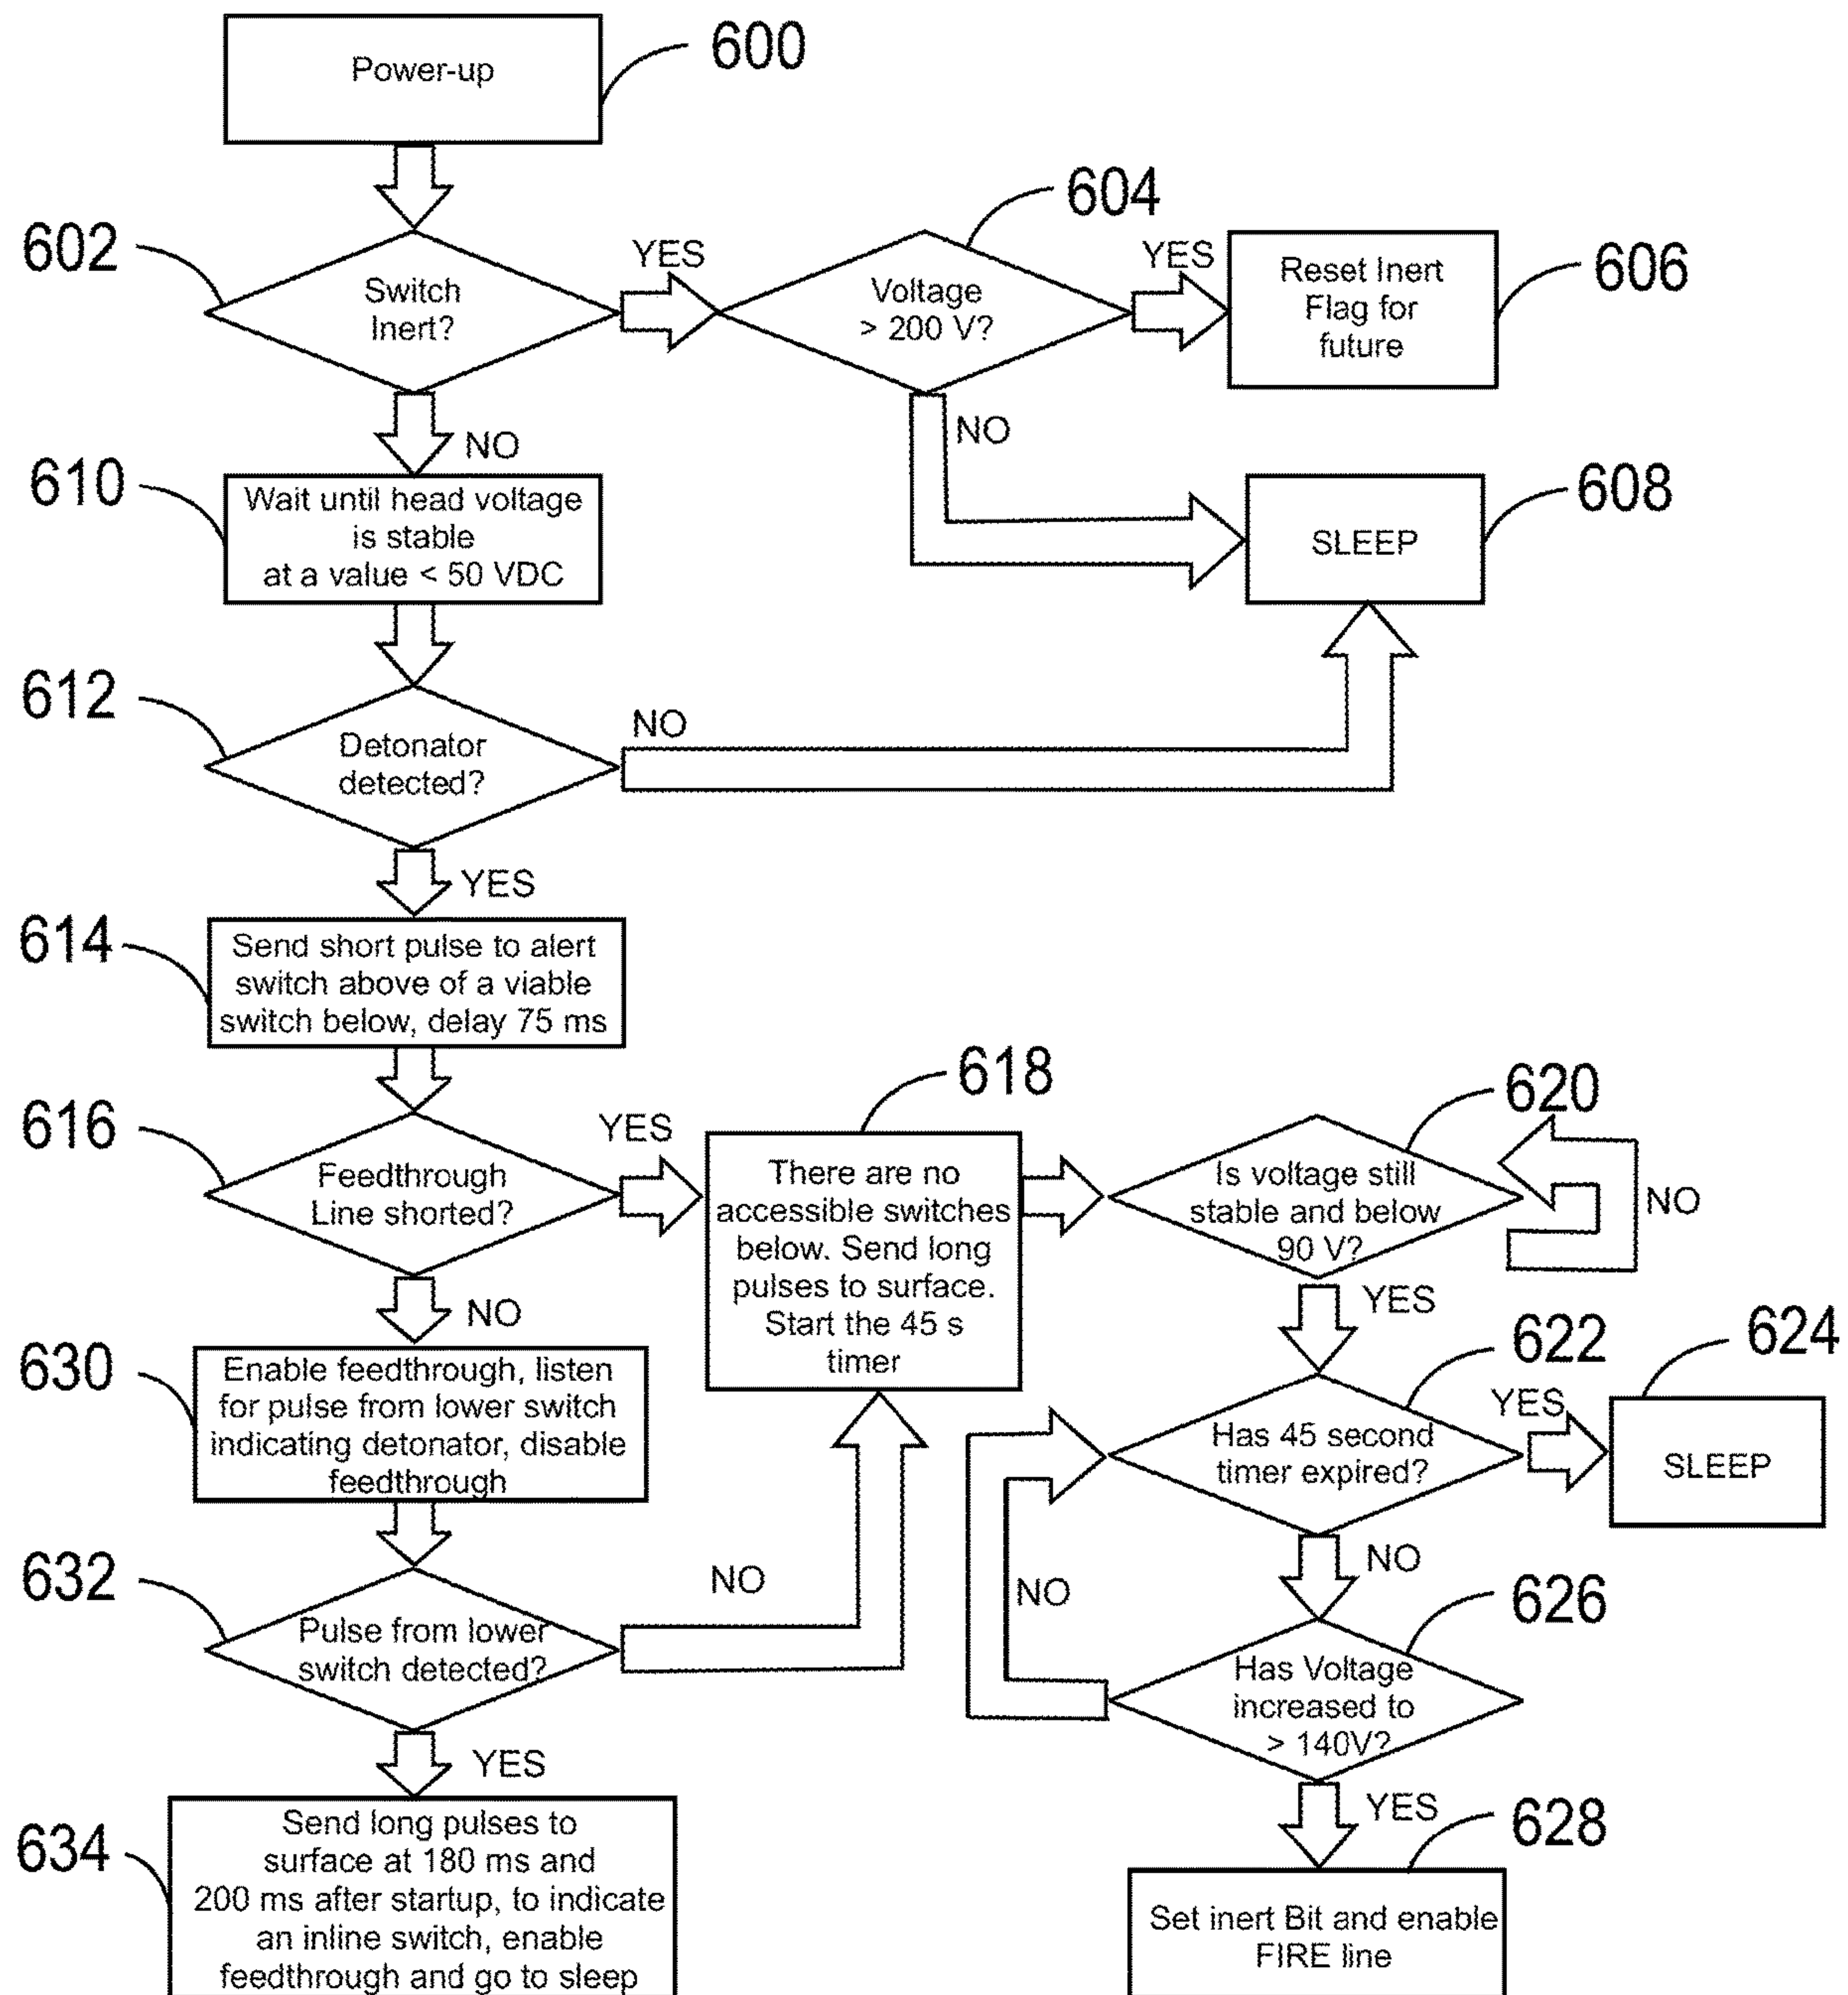 Power-up
600
602
Switch
Inert?
YES
604
Voltage
> 200 V?
YES
Reset Inert
Flag for
future
606
NO
NO
610
Wait until head voltage
is stable
at a value < 50 VDC
608
SLEEP
612
Detonator
detected?
NO
YES
614
Send short pulse to alert
switch above of a viable
switch below, delay 75 ms
616
Feedthrough
Line shorted?
YES
618
There are no
accessible switches
below. Send long
pulses to surface.
Start the 45 s
timer
620
Is voltage still
stable and below
90 V?
NO
YES
NO
630
Enable feedthrough, listen
for pulse from lower switch
indicating detonator, disable
feedthrough
622
Has 45 second
timer expired?
YES
624
SLEEP
NO
632
Pulse from lower
switch detected?
NO
NO
626
Has Voltage
increased to
> 140V?
YES
YES
634
Send long pulses to
surface at 180 ms and
200 ms after startup, to indicate
an inline switch, enable
feedthrough and go to sleep
628
Set inert Bit and enable
FIRE line